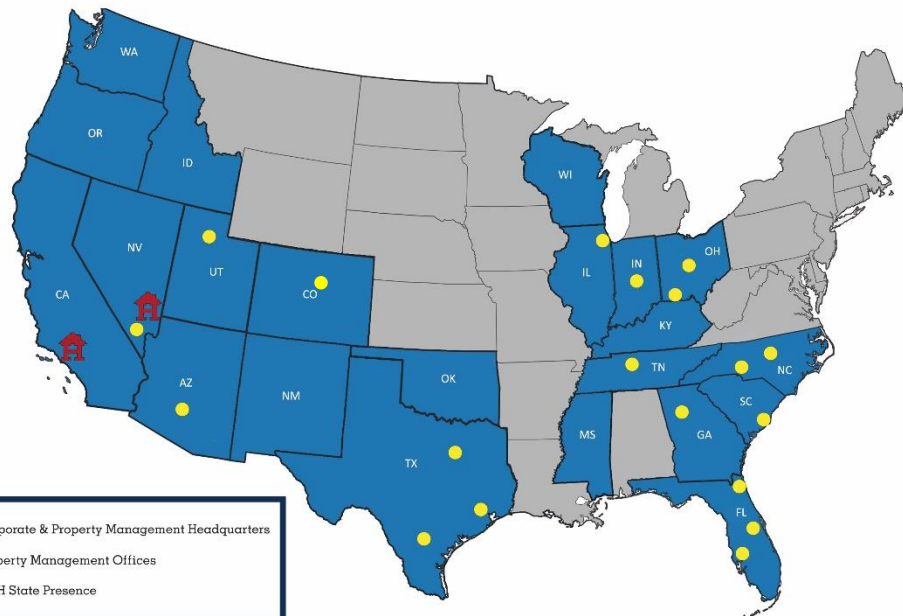 WA
OR
ID
WI
NV
UT
IL
IN
OH
CA
CO
KY
AZ
NM
OK
TN
NC
SC
TX
MS
GA
FL
porate & Property Management Headquarters
perty Management Offices
H State Presence